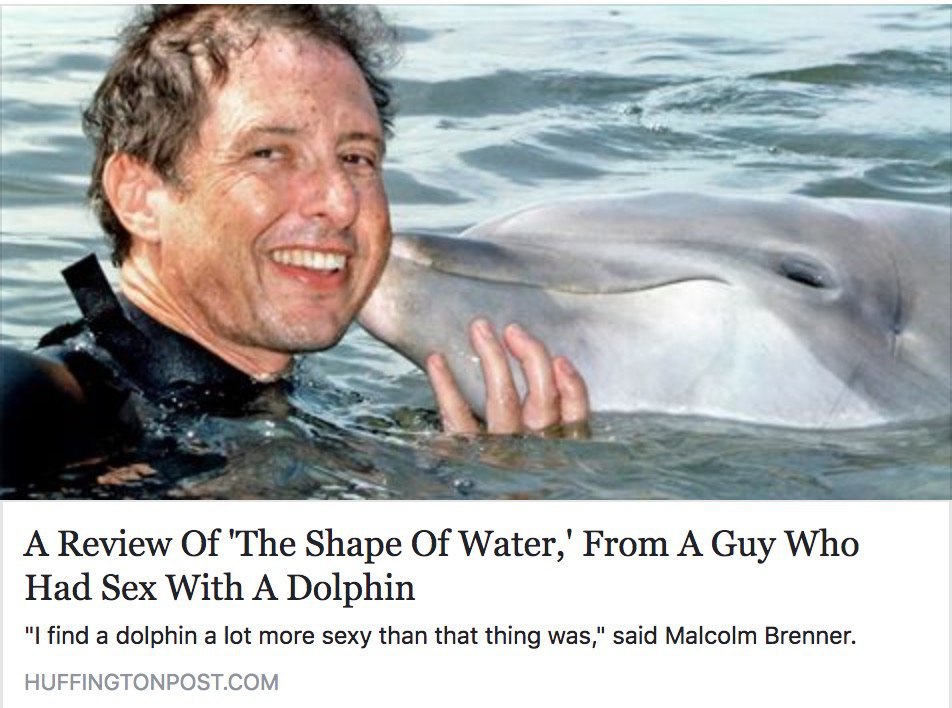 A Review Of 'The Shape Of Water,' From A Guy Who
Had Sex With A Dolphin
"I find a dolphin a lot more sexy than that thing was," said Malcolm Brenner.
HUFFINGTONPOST.COM